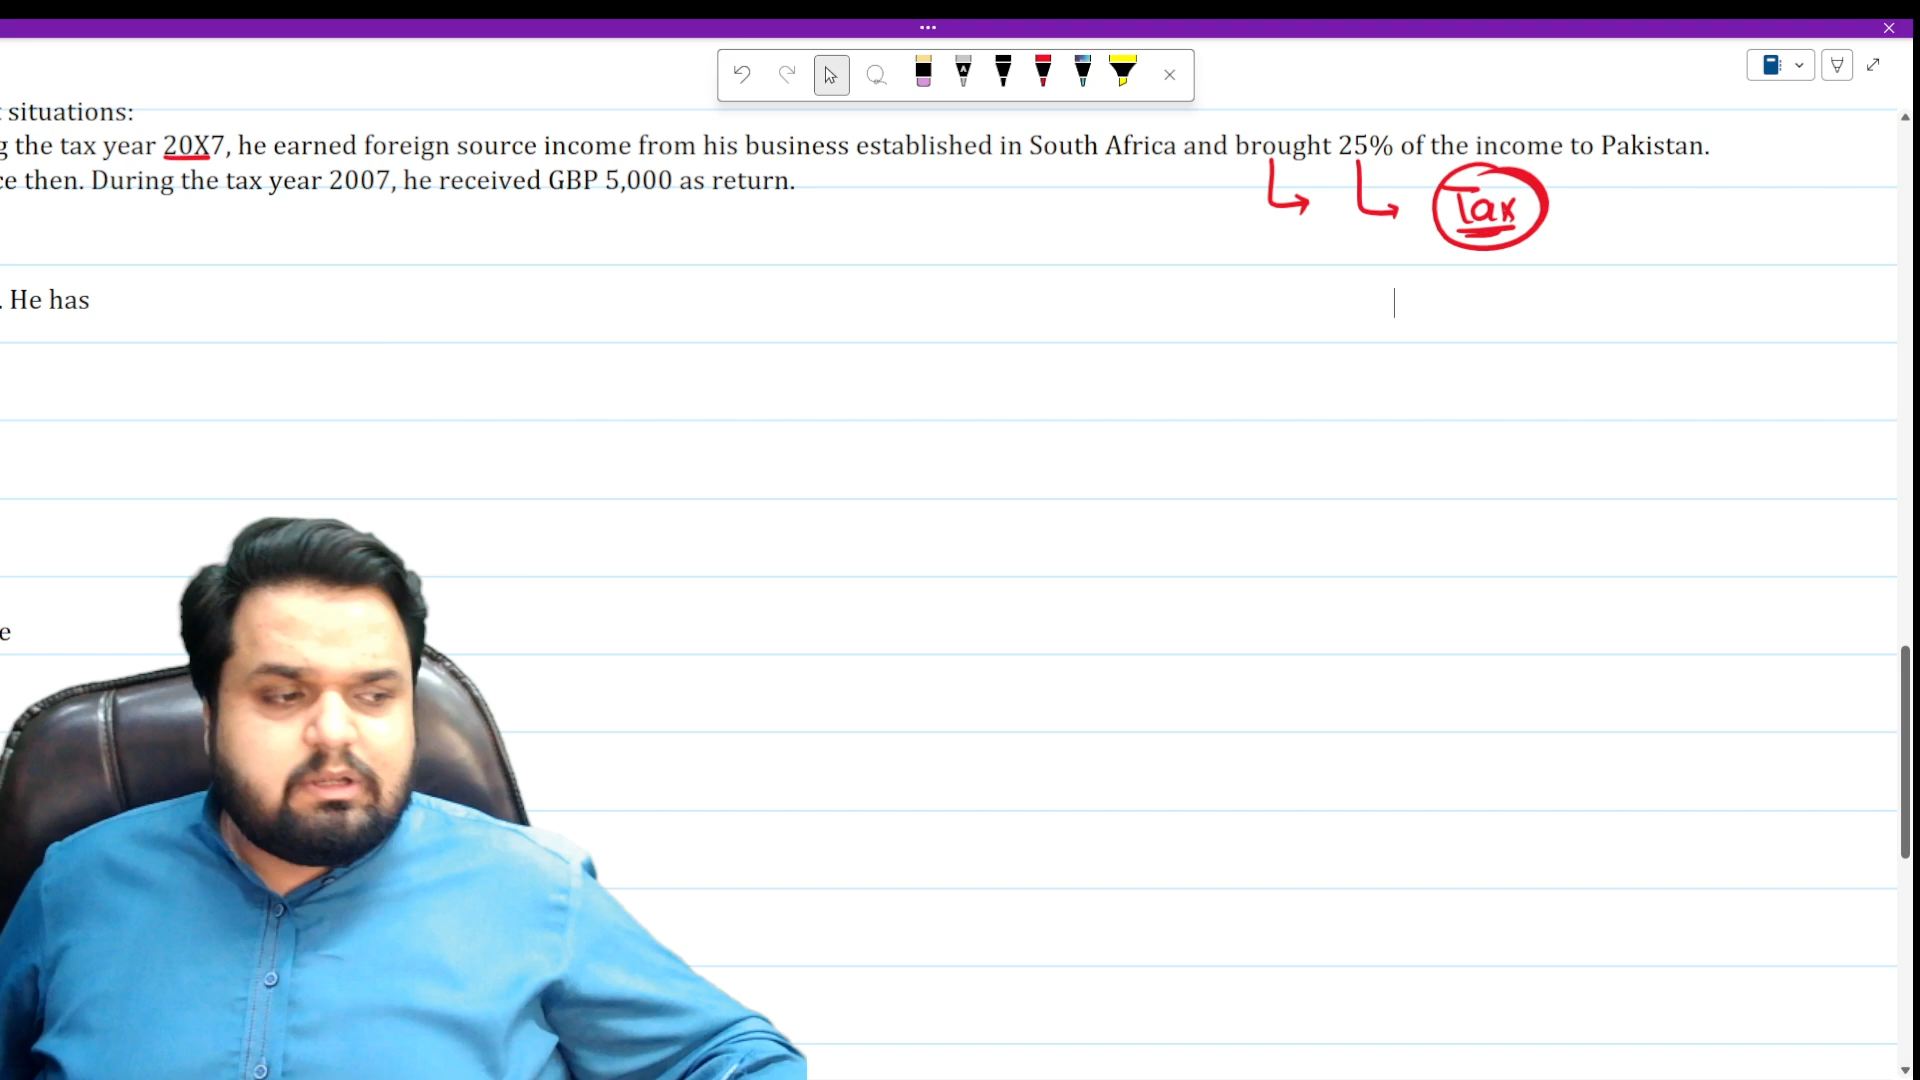 situations:
the tax year 20X7, he earned foreign source income from his business established in South Africa and brought 25% of the income to Pakistan.
ce then. During the tax year 2007, he received GBP 5,000 as return.
Tax
. He has
e